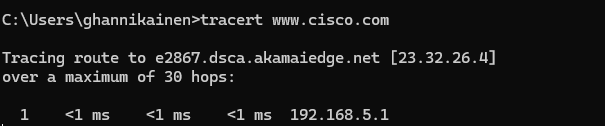 C:\Users\ghannikainen>tracert www.cisco.com
Tracing route to e2867.dsca.akamaiedge.net [23.32.26.4]
over a maximum of 30 hops:
1 <1 ms <1 ms <1 ms 192.168.5.1